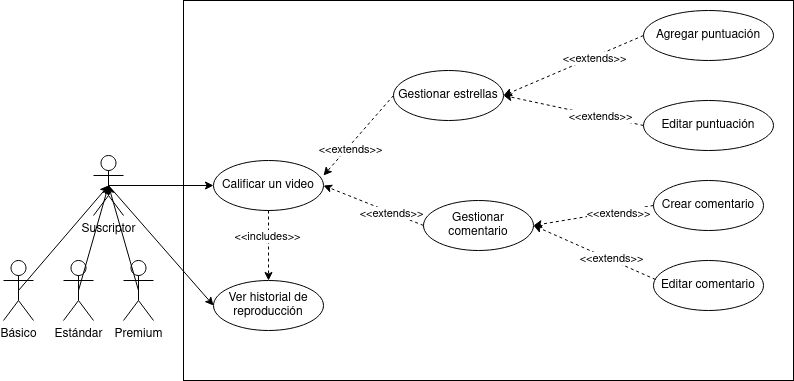 Agregar puntuación
<<extends>>
Gestionar estrellas
<<extends>>
Editar puntuación
<<extends>>
Calificar un video
Crear comentario
<<extends>>
<<extends>>
Gestionar
comentario
Suscriptor
<<includes>>
<<extends>>
Editar comentario
Ver historial de
reproducción
Básico
Estándar
Premium